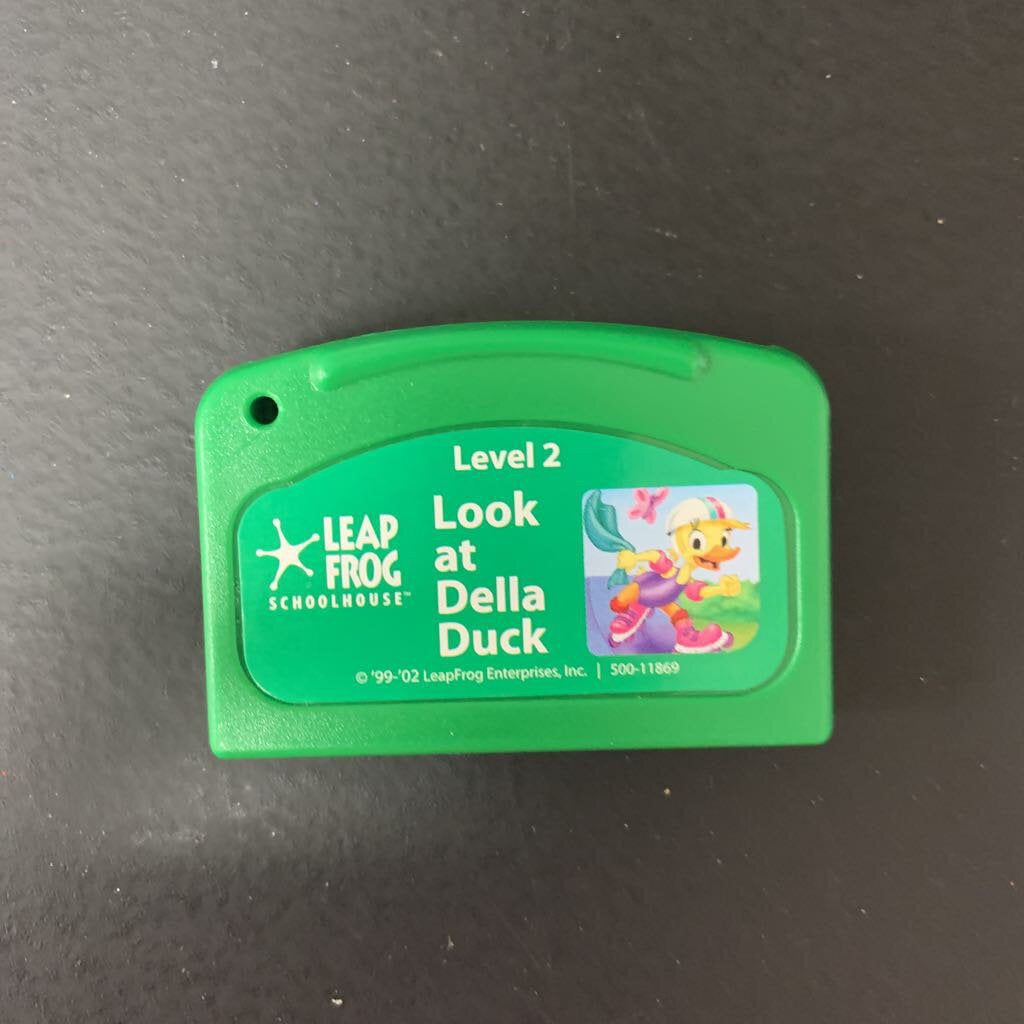 Level 2
LEAP
FROG
SCHOOLHOUSE™
Look
at
Della
Duck
© '99-'02 LeapFrog Enterprises, Inc. | 500-11869